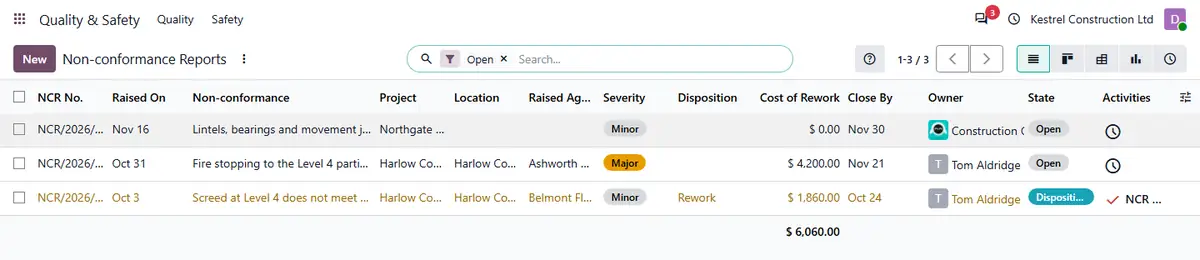 Quality & Safety Quality Safety 3 Kestrel Construction Ltd D
New Non-conformance Reports Open × Search... 1-3 / 3
NCR No. Raised On Non-conformance Project Location Raised Ag... Severity Disposition Cost of Rework Close By Owner State Activities
NCR/2026/... Nov 16 Lintels, bearings and movement j... Northgate ... Minor $ 0.00 Nov 30 Construction Open
NCR/2026/... Oct 31 Fire stopping to the Level 4 parti... Harlow Co... Harlow Co... Ashworth ... Major $ 4,200.00 Nov 21 T Tom Aldridge Open
NCR/2026/... Oct 3 Screed at Level 4 does not meet ... Harlow Co... Harlow Co... Belmont Fl... Minor Rework $ 1,860.00 Oct 24 T Tom Aldridge Dispositi... NCR ...
$ 6,060.00